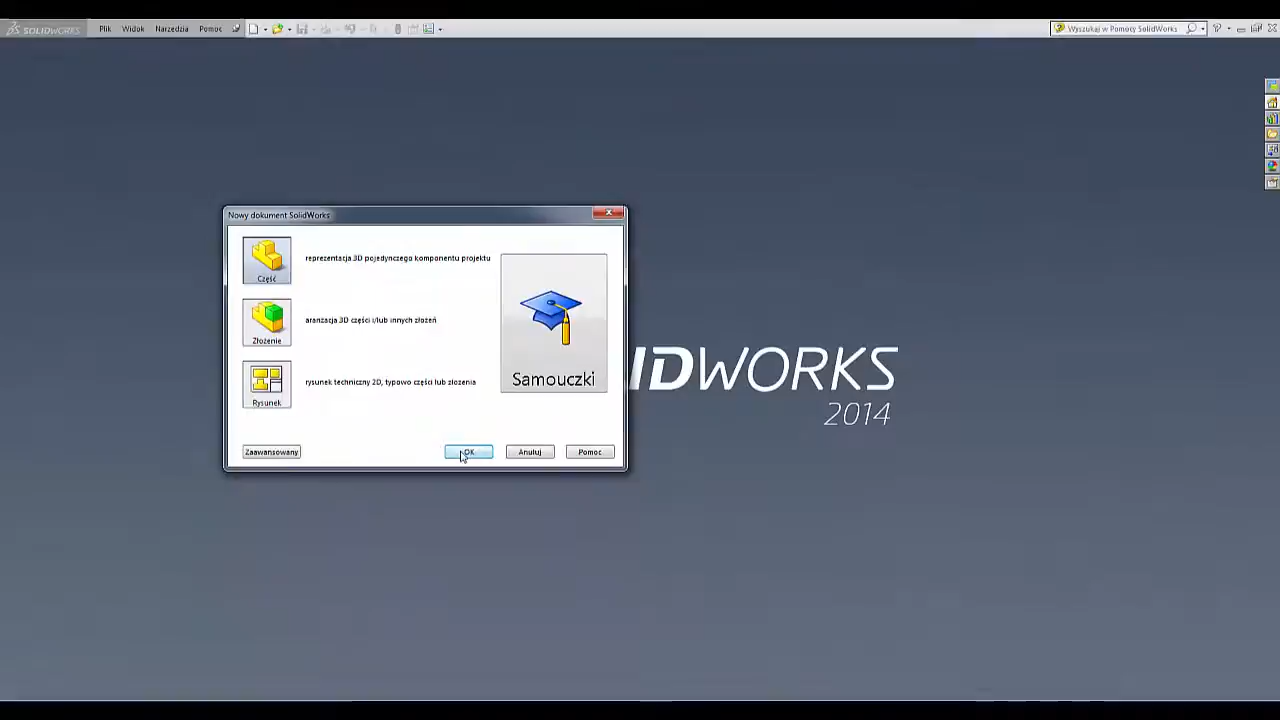 SOLIDWORKS Plik Widok Narzędzia Pomoc Wyszukaj w Pomocy SolidWorks
Nowy dokument SolidWorks
reprezentacja 3D pojedynczego komponentu projektu
Część
aranżacja 3D części i/lub innych złożeń
Złożenie
Samouczki
rysunek techniczny 2D, typowo części lub złożenia
Rysunek
Zaawansowany OK Anuluj Pomoc
IDWORKS
2014